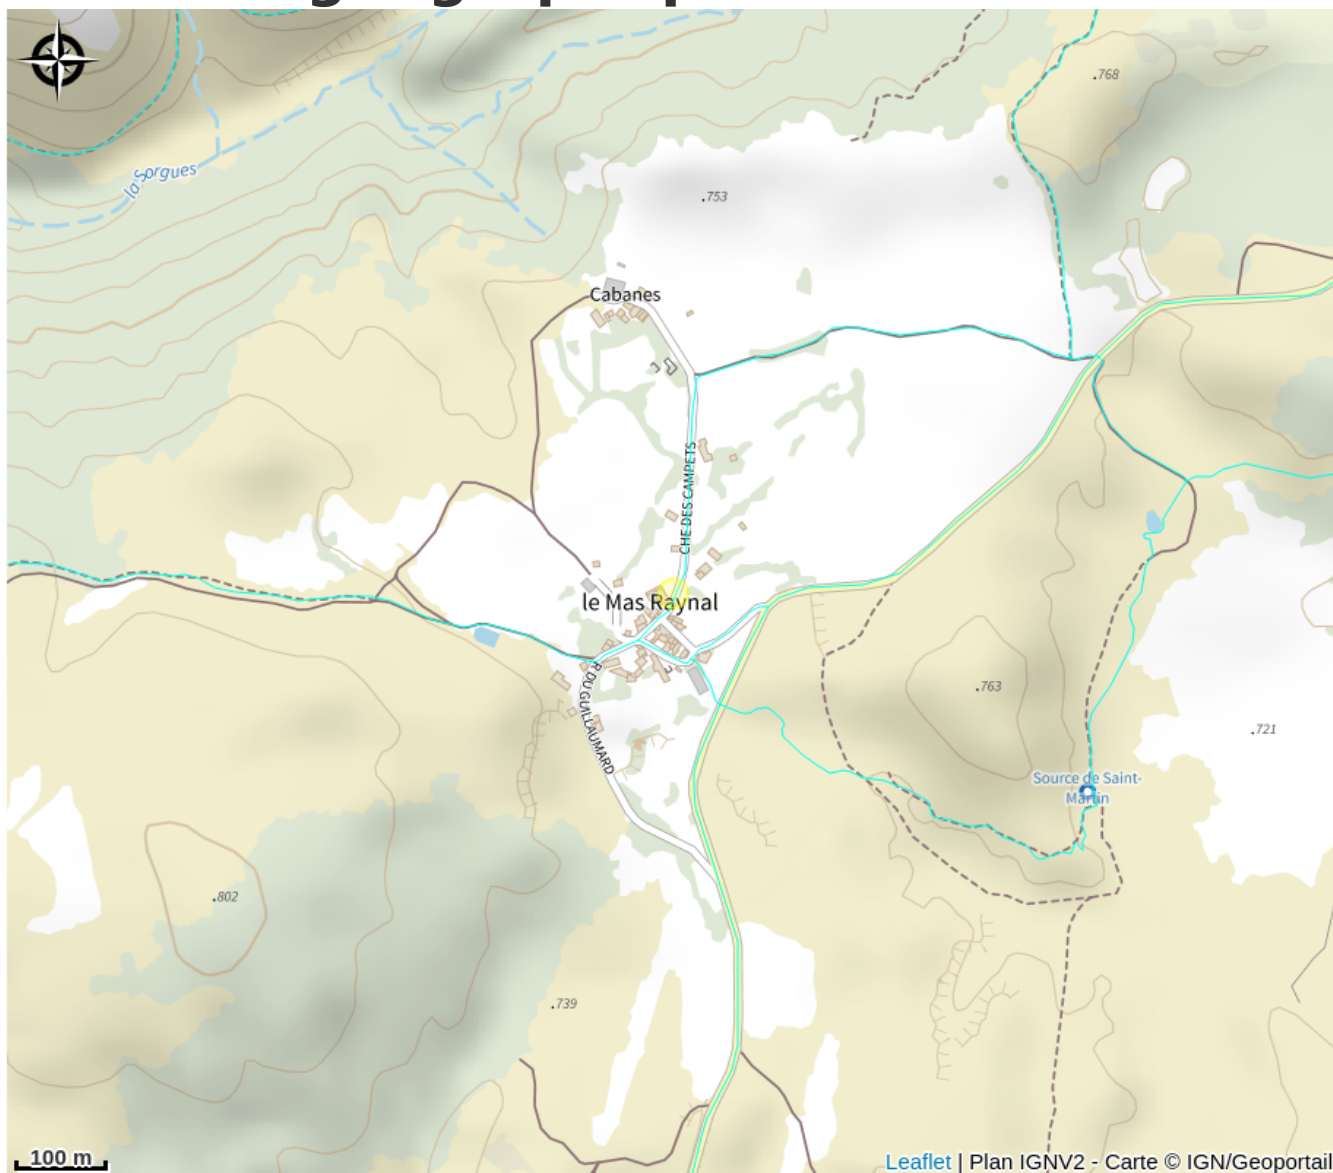 .768
la Sorgues
.753
Cabanes
CHE DES CAMPETS
le Mas Raynal
R DU GUILLAUMARD
.763
.721
Source de Saint-
Martin
.802
.739
100 m
Leaflet | Plan IGNV2 - Carte © IGN/Geoportail